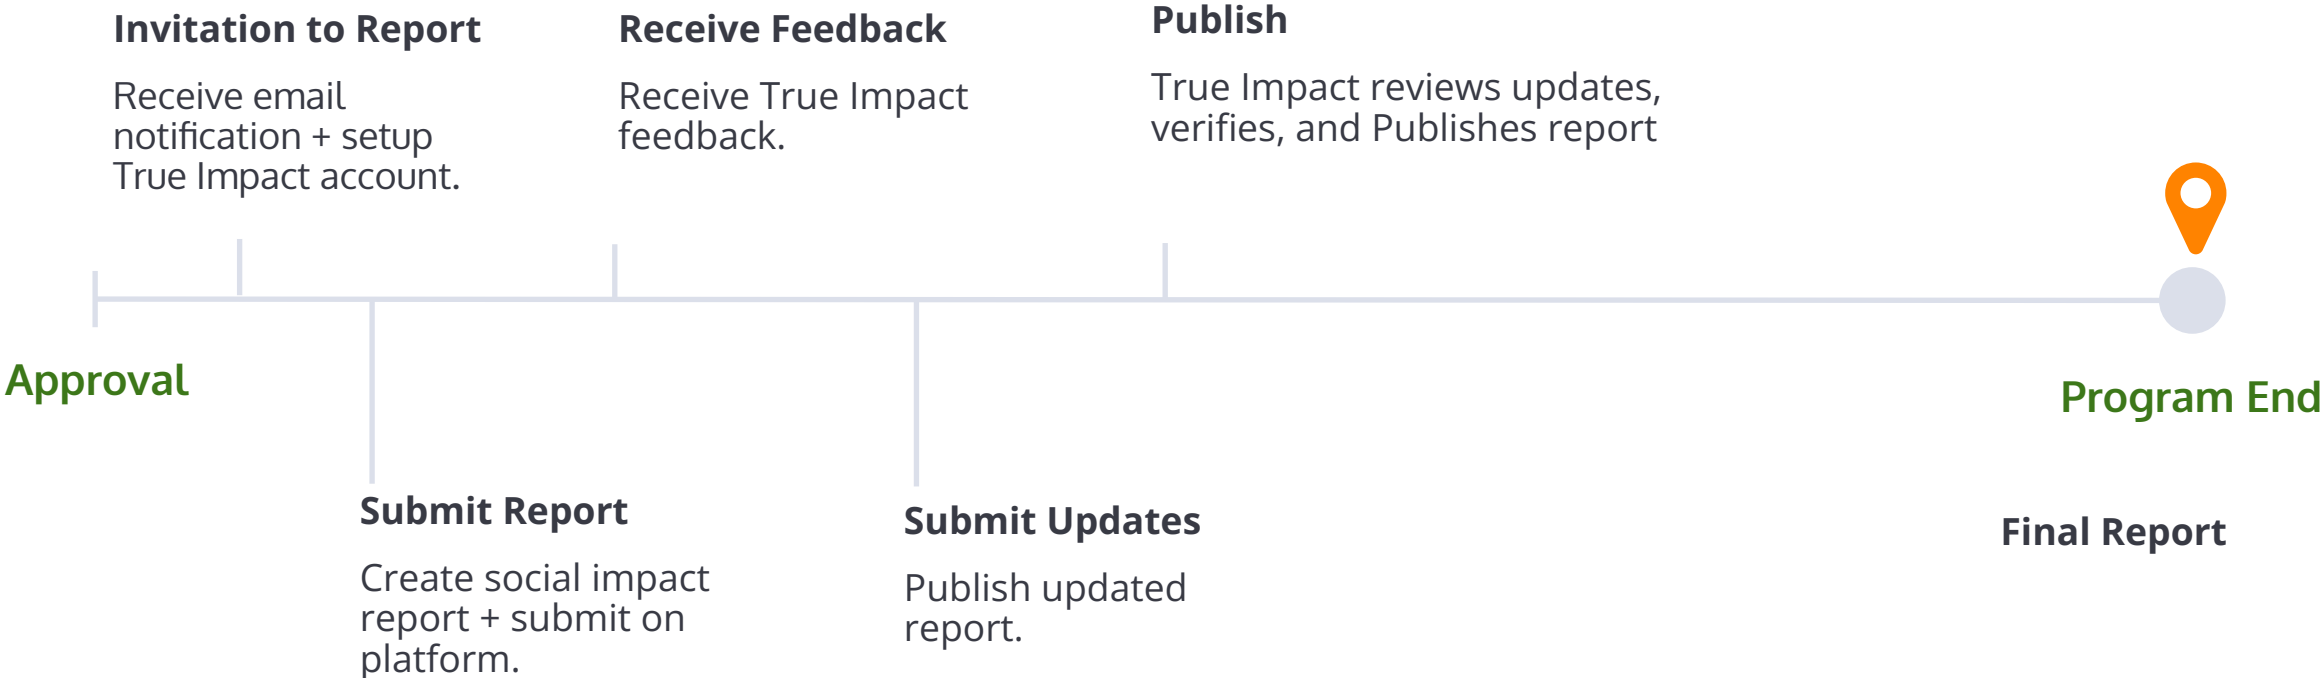 Invitation to Report
Receive email
notification + setup
True Impact account.
Receive Feedback
Receive True Impact
feedback.
Publish
True Impact reviews updates,
verifies, and Publishes report
Approval
Program End
Submit Report
Create social impact
report + submit on
platform.
Submit Updates
Publish updated
report.
Final Report